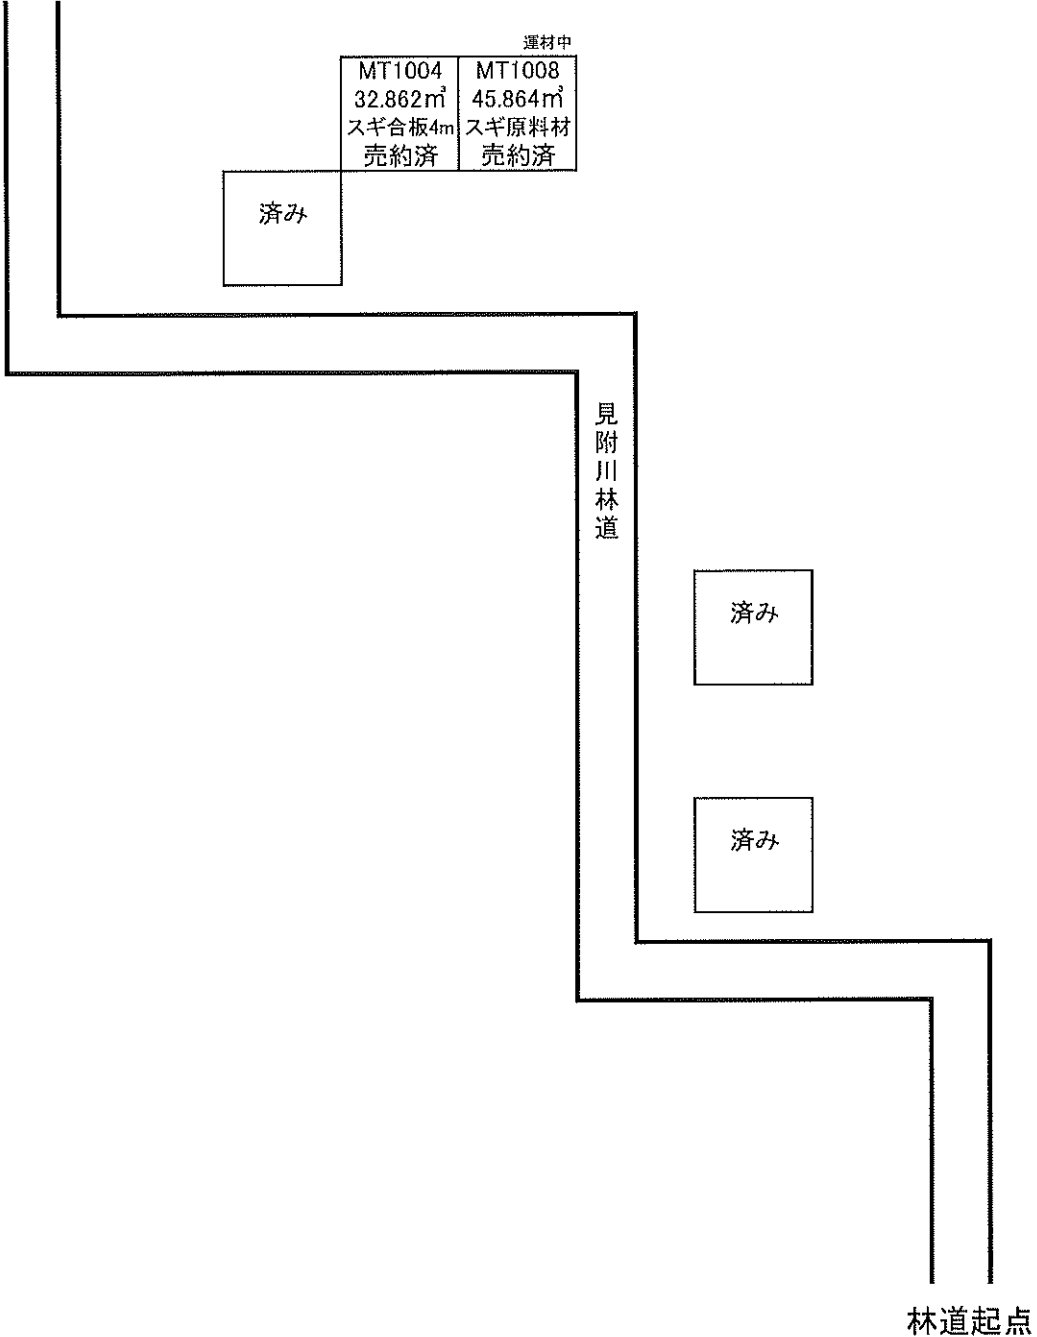 運材中
MT1004
32.862㎥
スギ合板4m
売約済
MT1008
45.864㎥
スギ原料材
売約済
済み
見附川林道
済み
済み
林道起点